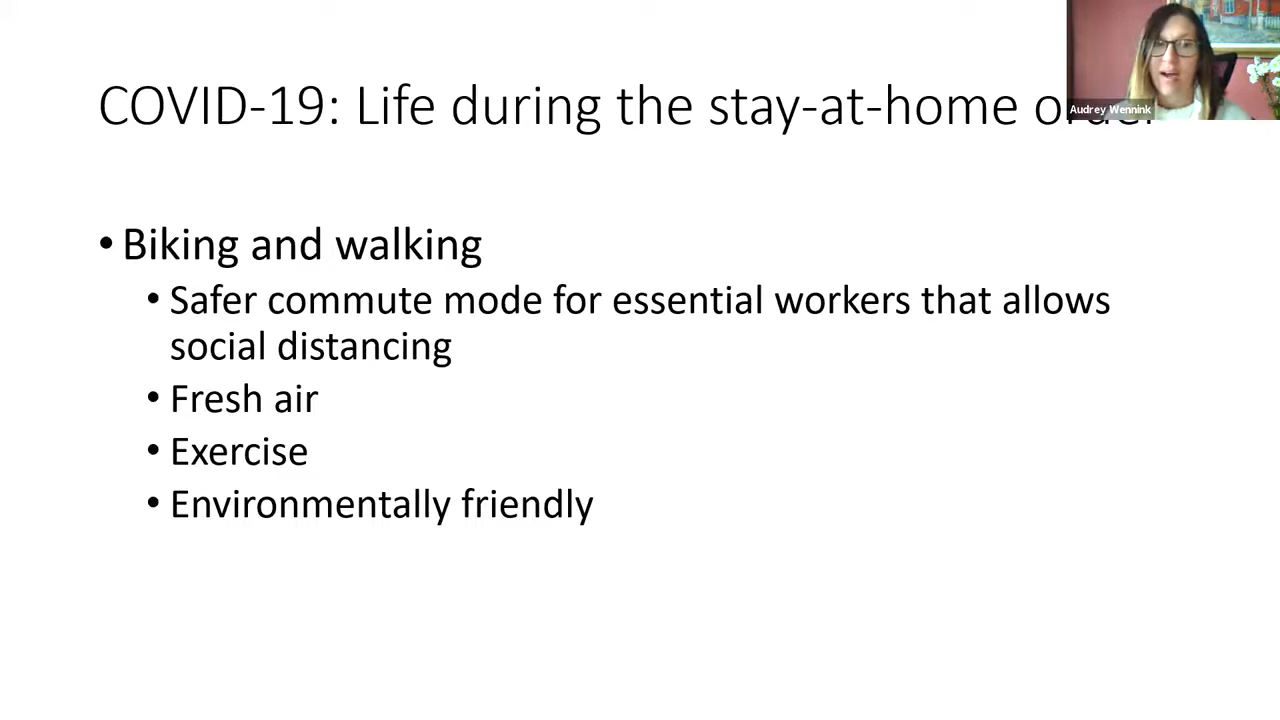 COVID-19: Life during the stay-at-home
Audrey Wennink
• Biking and walking
• Safer commute mode for essential workers that allows
social distancing
• Fresh air
• Exercise
• Environmentally friendly